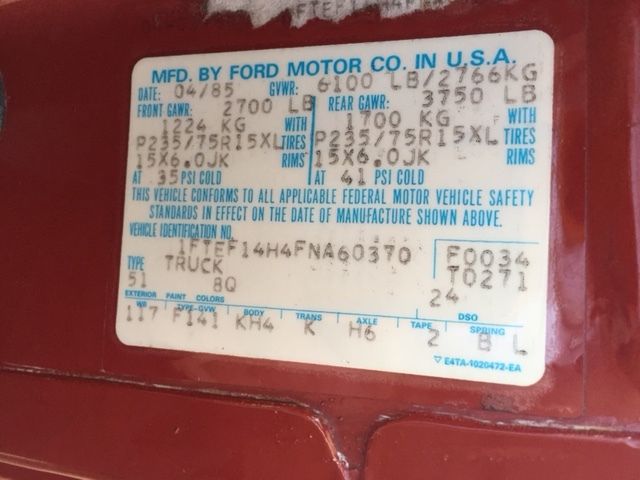 MFD. BY FORD MOTOR CO. IN U.S.A.
DATE: 04/85 GVWR: 6100 LB/2766KG
FRONT GAWR: 2700 LB REAR GAWR: 3750 LB
1224 KG WITH 1700 KG WITH
P235/75R15XL TIRES P235/75R15XL TIRES
15X6.0JK RIMS 15X6.0JK RIMS
AT 35 PSI COLD AT 41 PSI COLD
THIS VEHICLE CONFORMS TO ALL APPLICABLE FEDERAL MOTOR VEHICLE SAFETY
STANDARDS IN EFFECT ON THE DATE OF MANUFACTURE SHOWN ABOVE.
VEHICLE IDENTIFICATION NO.
1FTEF14H4FNA60370 F0034
TYPE TRUCK T0271
51 8Q 24
EXTERIOR PAINT COLORS DSO
WB TYPE-GVW BODY TRANS AXLE TAPE SPRING
117 F141 KH4 K H6 2 B L
▽ E4TA-1020472-EA